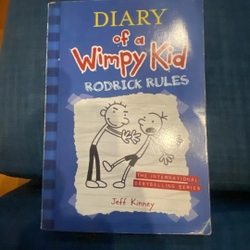 DIARY
of a
Wimpy Kid
RODRICK RULES
THE INTERNATIONAL
BESTSELLING SERIES
Jeff Kinney